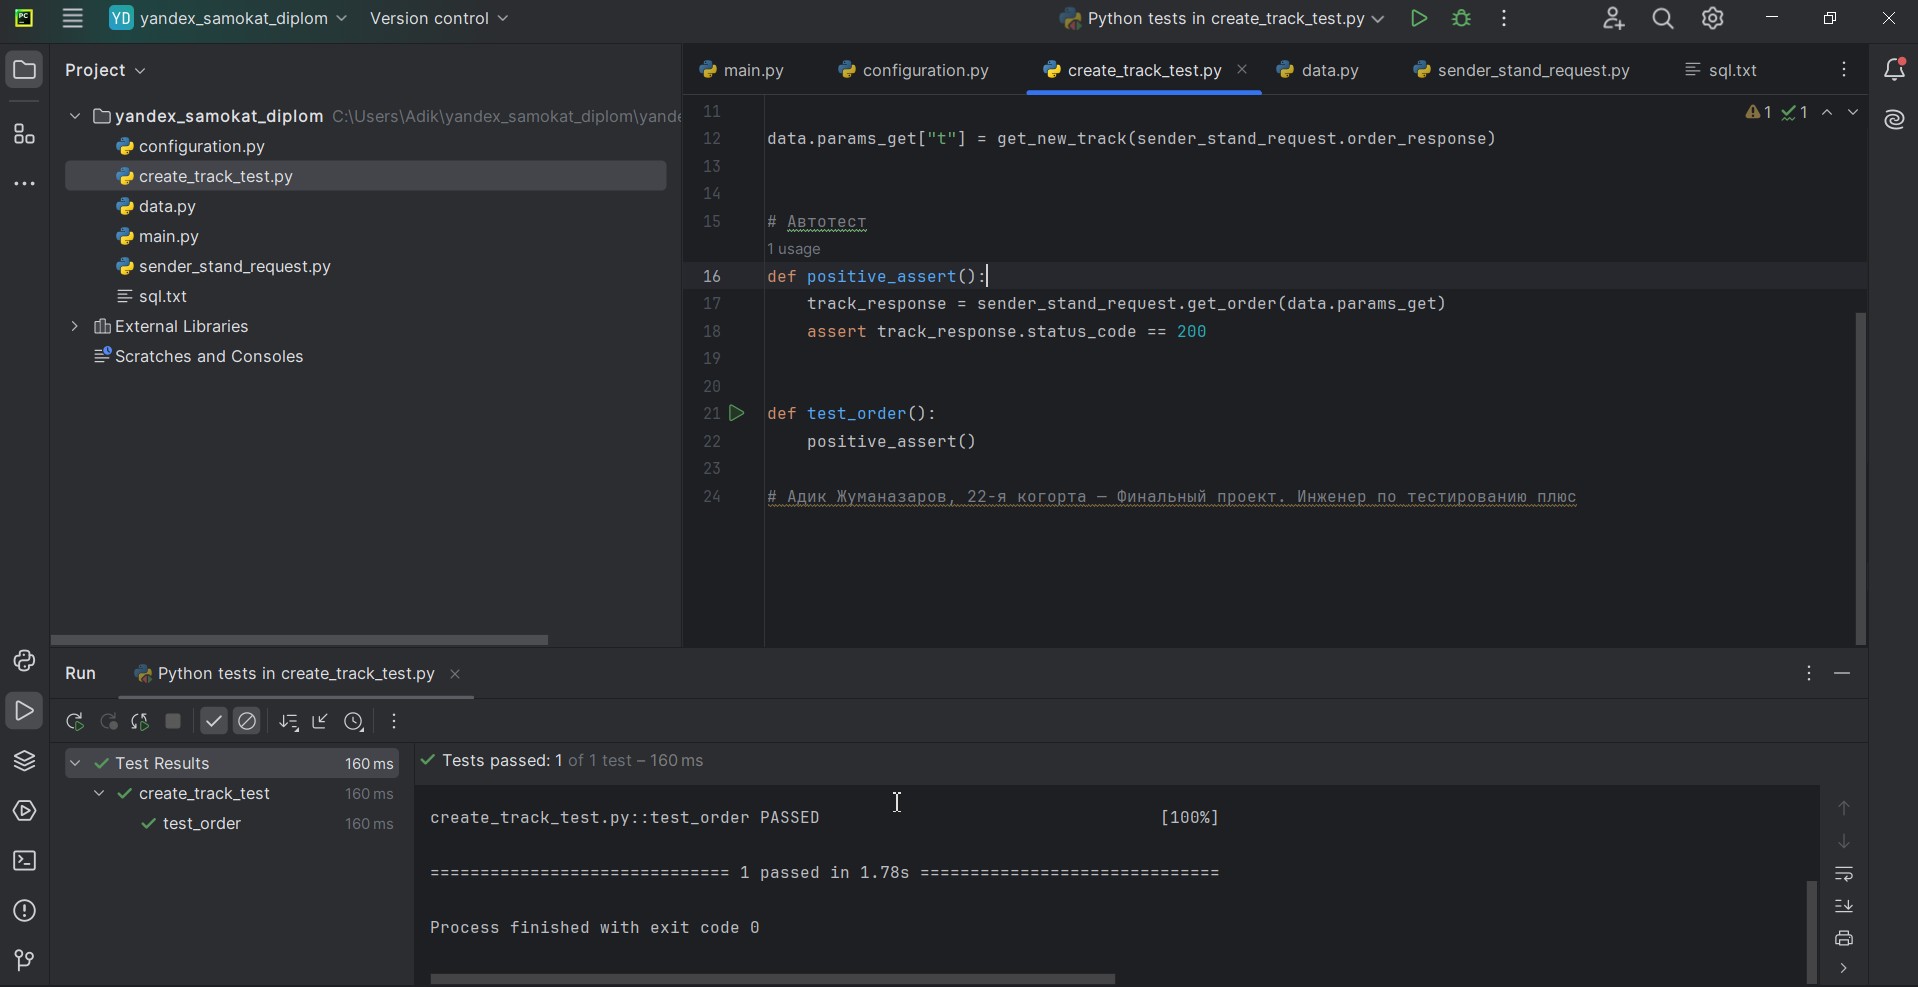 PC
YD yandex_samokat_diplom
Version control
Python tests in create_track_test.py
Project
yandex_samokat_diplom C:\Users\Adik\yandex_samokat_diplom\yande
configuration.py
create_track_test.py
data.py
main.py
sender_stand_request.py
sql.txt
External Libraries
Scratches and Consoles
main.py
configuration.py
create_track_test.py
data.py
sender_stand_request.py
sql.txt
1 1
11
12 data.params_get["t"] = get_new_track(sender_stand_request.order_response)
13
14
15 # Автотест
1 usage
16 def positive_assert():
17 track_response = sender_stand_request.get_order(data.params_get)
18 assert track_response.status_code == 200
19
20
21 def test_order():
22 positive_assert()
23
24 # Адик Жуманазаров, 22-я когорта — Финальный проект. Инженер по тестированию плюс
Run
Python tests in create_track_test.py
Test Results 160 ms
create_track_test 160 ms
test_order 160 ms
Tests passed: 1 of 1 test – 160 ms
create_track_test.py::test_order PASSED [100%]
============================== 1 passed in 1.78s ==============================
Process finished with exit code 0